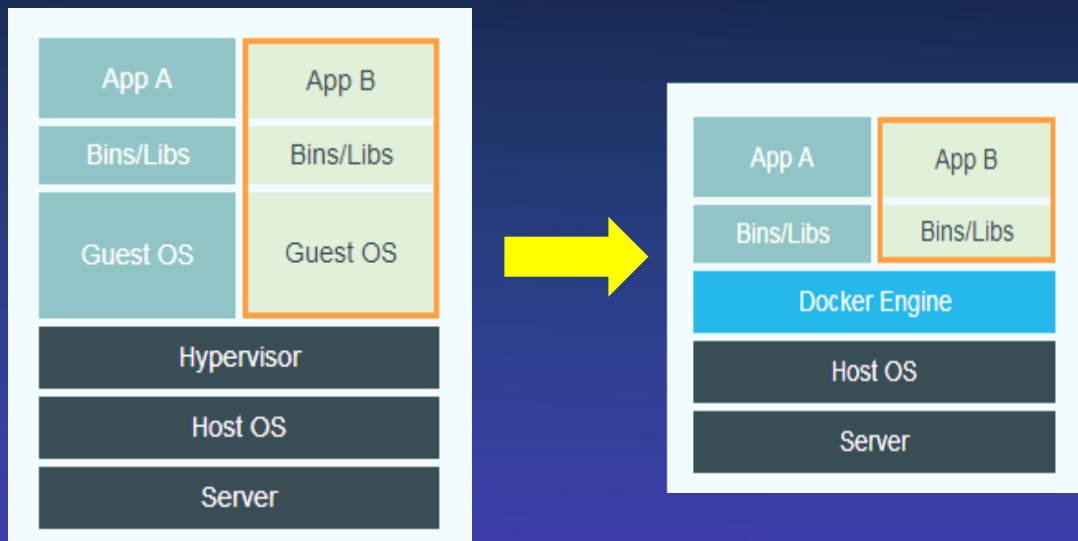 App A
App B
Bins/Libs
Bins/Libs
Guest OS
Guest OS
Hypervisor
Host OS
Server
App A
App B
Bins/Libs
Bins/Libs
Docker Engine
Host OS
Server